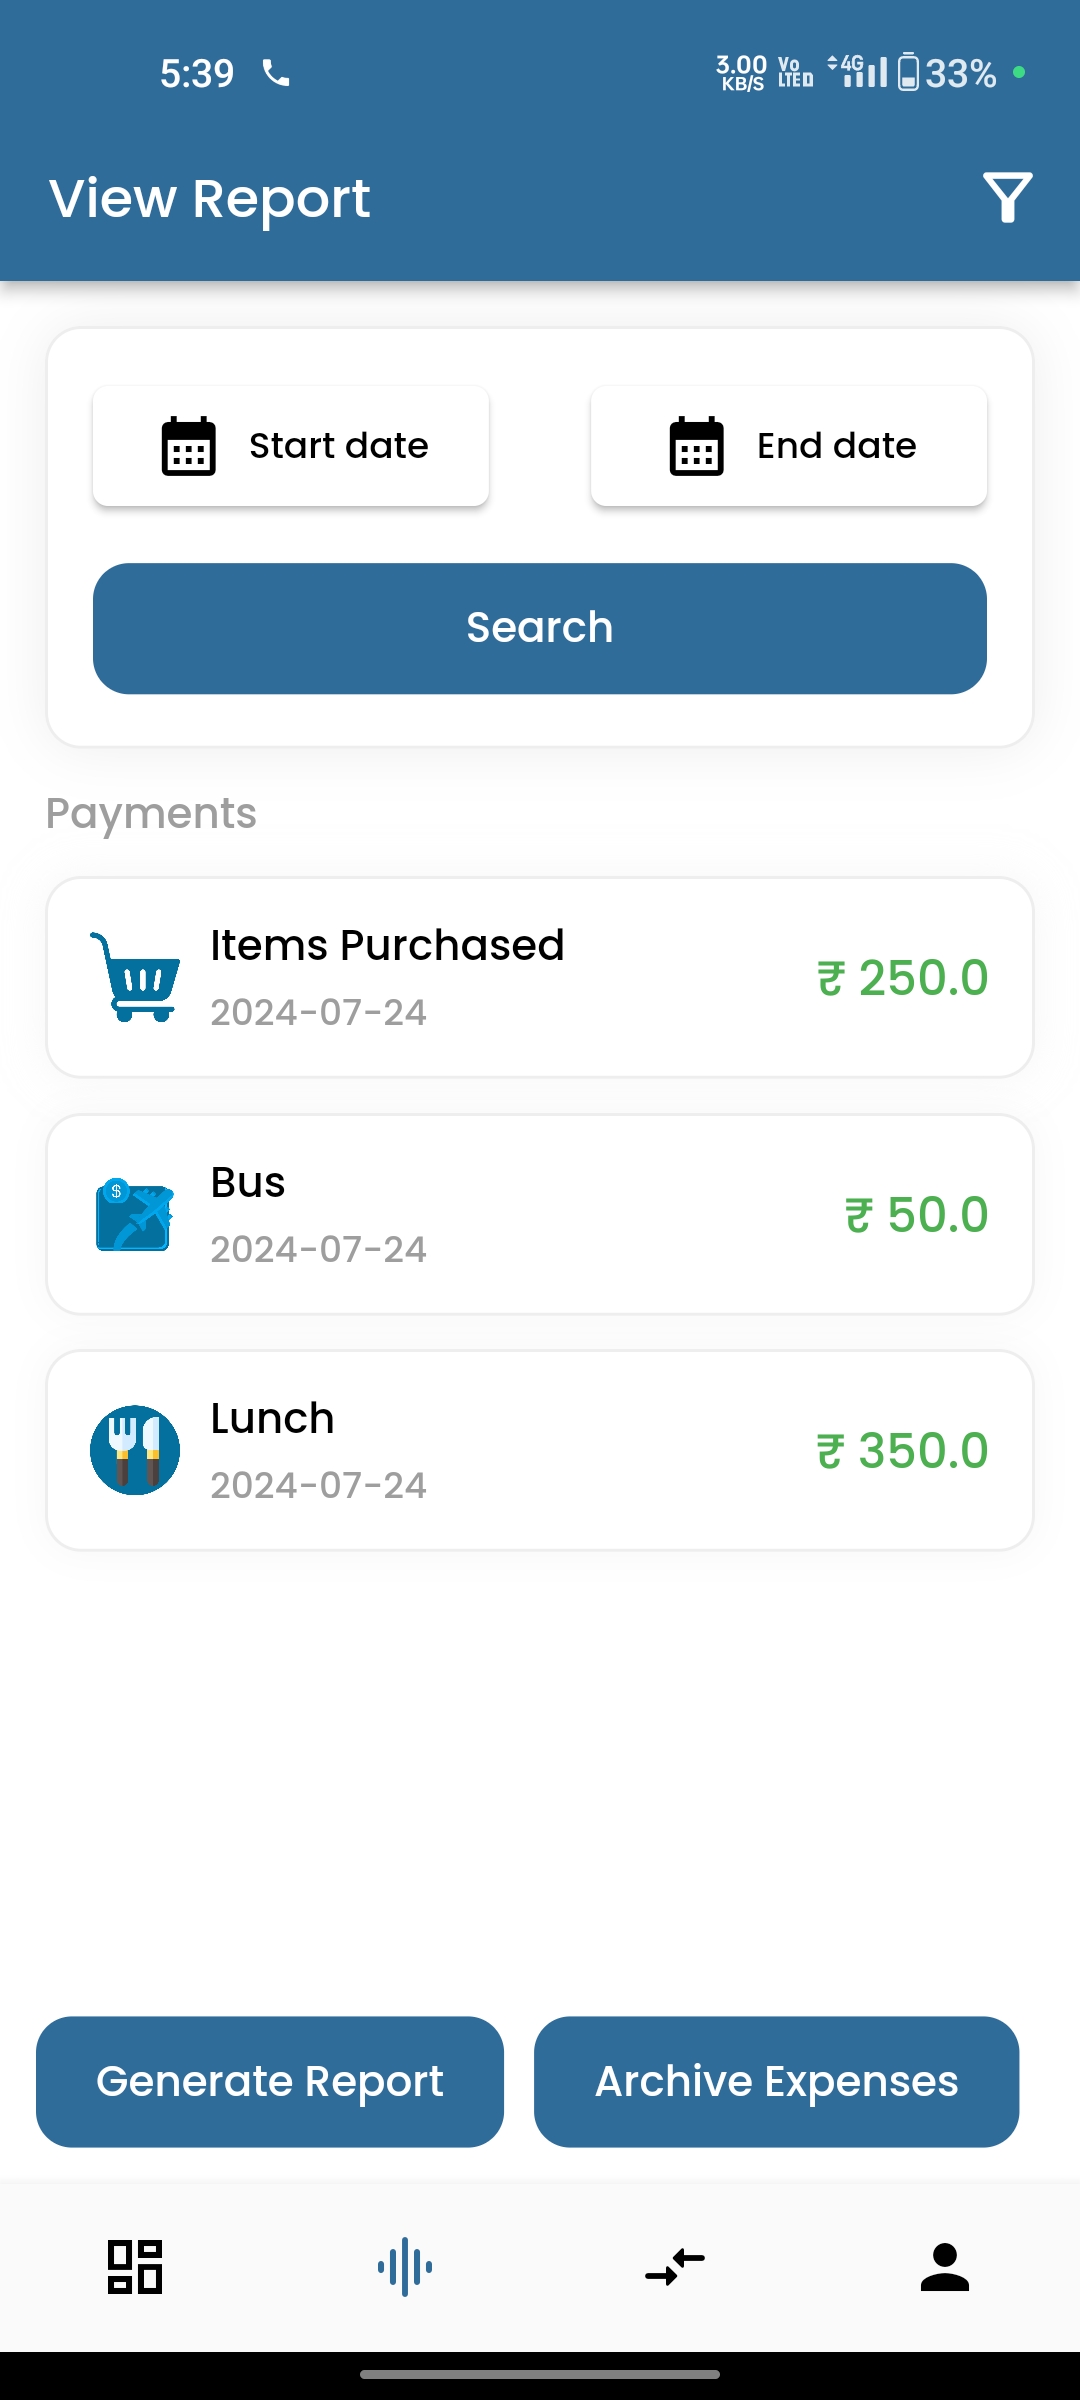 5:39
3.00 KB/S Vo LTED 4G 33%
View Report
Start date
End date
Search
Payments
Items Purchased
2024-07-24
₹ 250.0
$
Bus
2024-07-24
₹ 50.0
Lunch
2024-07-24
₹ 350.0
Generate Report
Archive Expenses